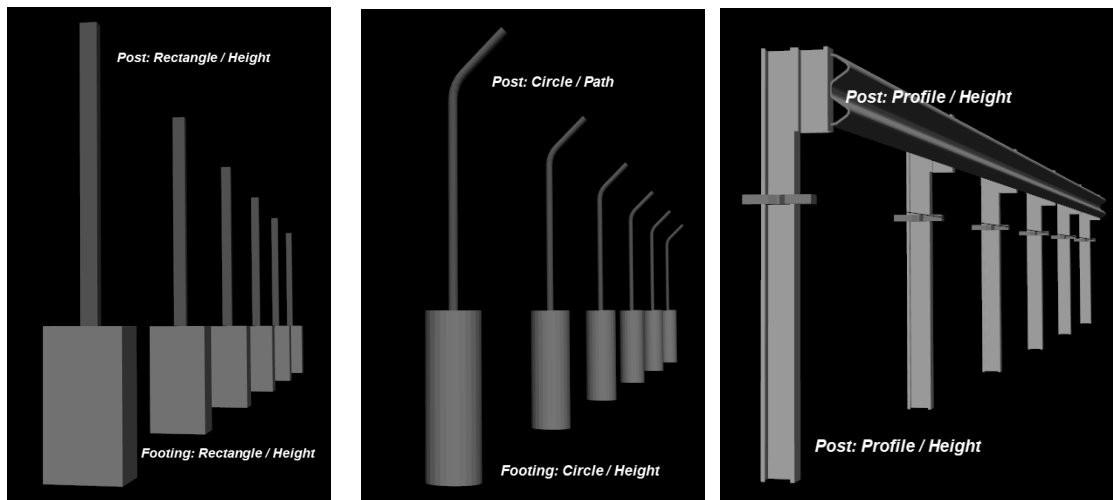 Post: Rectangle / Height
Footing: Rectangle / Height
Post: Circle / Path
Footing: Circle / Height
Post: Profile / Height
Post: Profile / Height